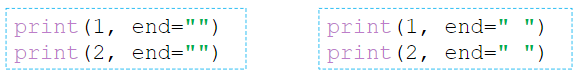 print(1, end="")
print(2, end="")
print(1, end=" ")
print(2, end=" ")